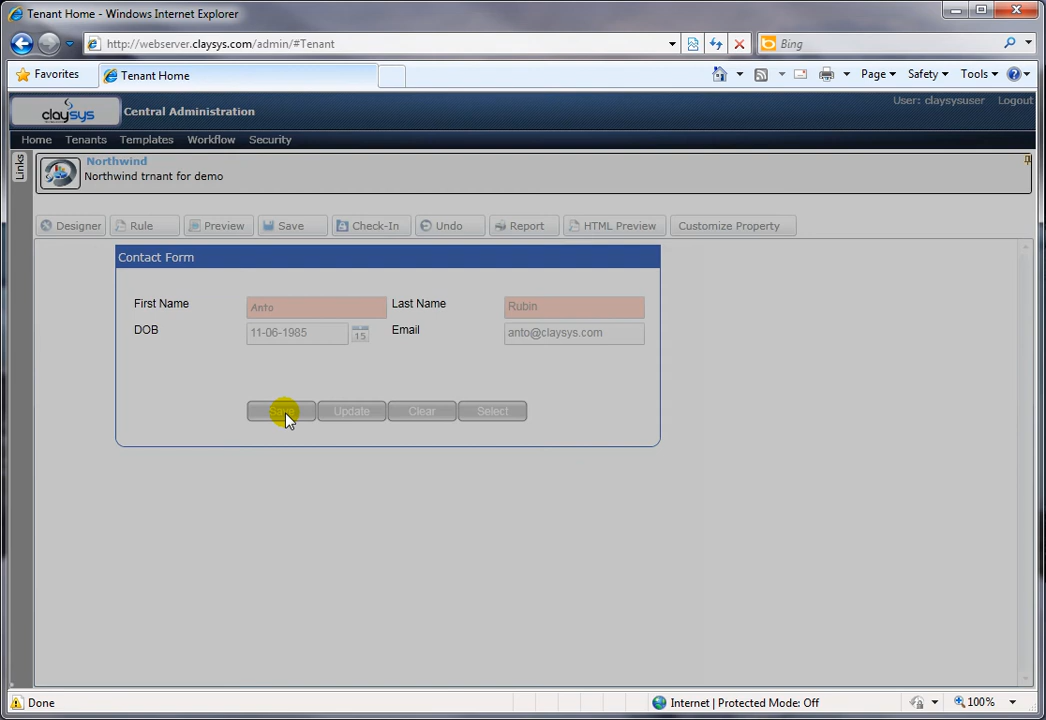 Tenant Home - Windows Internet Explorer
http://webserver.claysys.com/admin/#Tenant
Bing
Favorites
Tenant Home
Page
Safety
Tools
claysys
Central Administration
User: claysysuser
Logout
Home
Tenants
Templates
Workflow
Security
Links
Northwind
Northwind trnant for demo
Designer
Rule
Preview
Save
Check-In
Undo
Report
HTML Preview
Customize Property
Contact Form
First Name
Anto
Last Name
Rubin
DOB
11-06-1985
15
Email
anto@claysys.com
Save
Update
Clear
Select
Done
Internet | Protected Mode: Off
100%